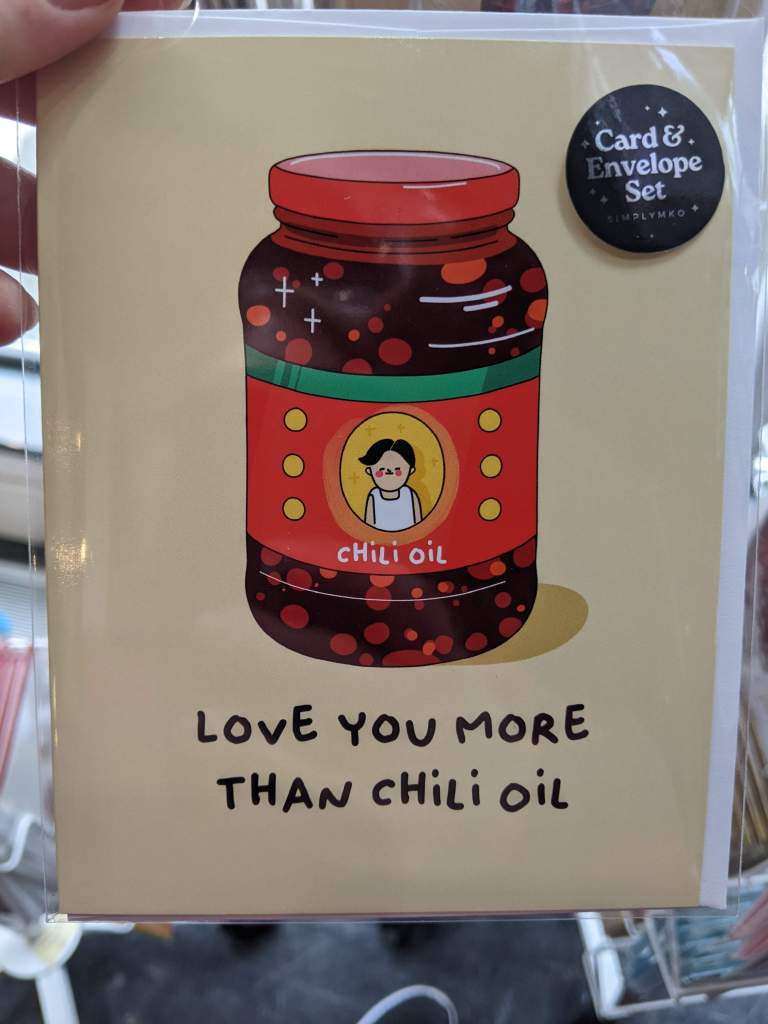 Card &
Envelope
Set
SIMPLYMKO
CHiLi OiL
LOVE YOU MORE
THAN CHiLi OiL